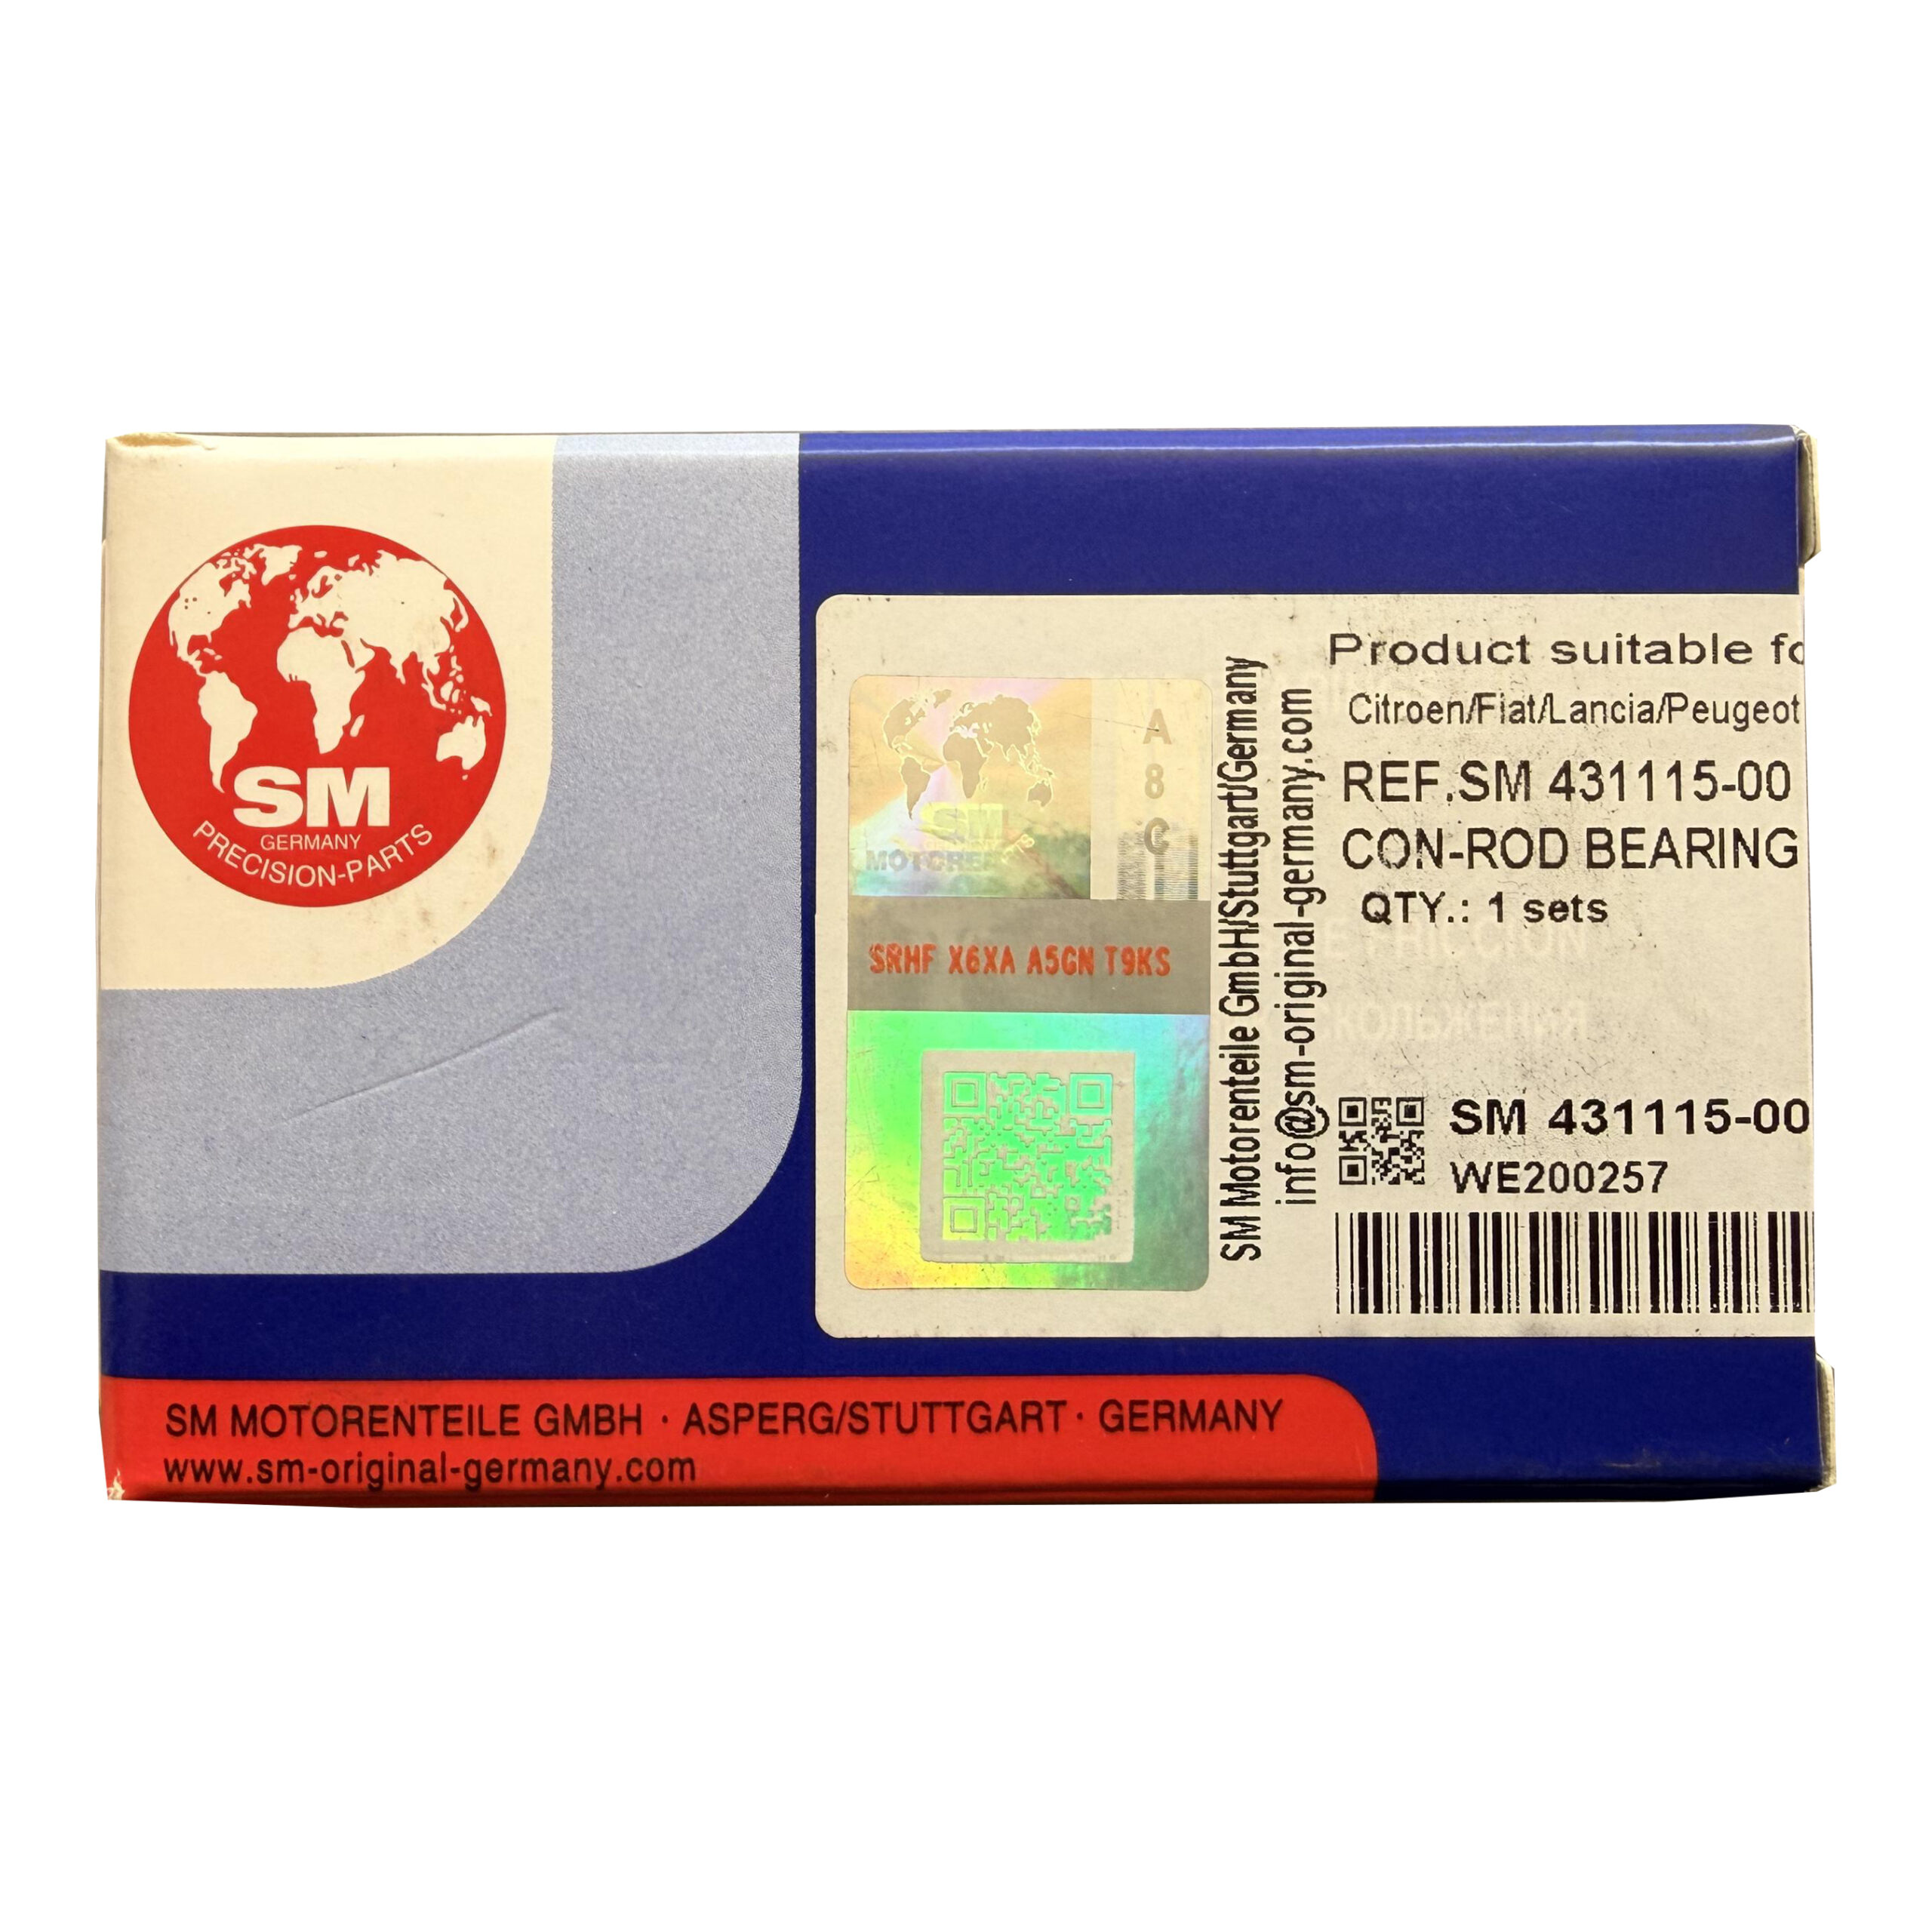 SM
GERMANY
PRECISION-PARTS
SM
A
8
C
SRHF X6XA A5GN T9KS
SM Motorenteile GmbH/Stuttgart/Germany
info@sm-original-germany.com
Product suitable
Citroen/Fiat/Lancia/Peugeot
REF.SM 431115-00
CON-ROD BEARING
QTY.: 1 sets
FRICCION
SM 431115-00
WE200257
SM MOTORENTEILE GMBH · ASPERG/STUTTGART · GERMANY
www.sm-original-germany.com